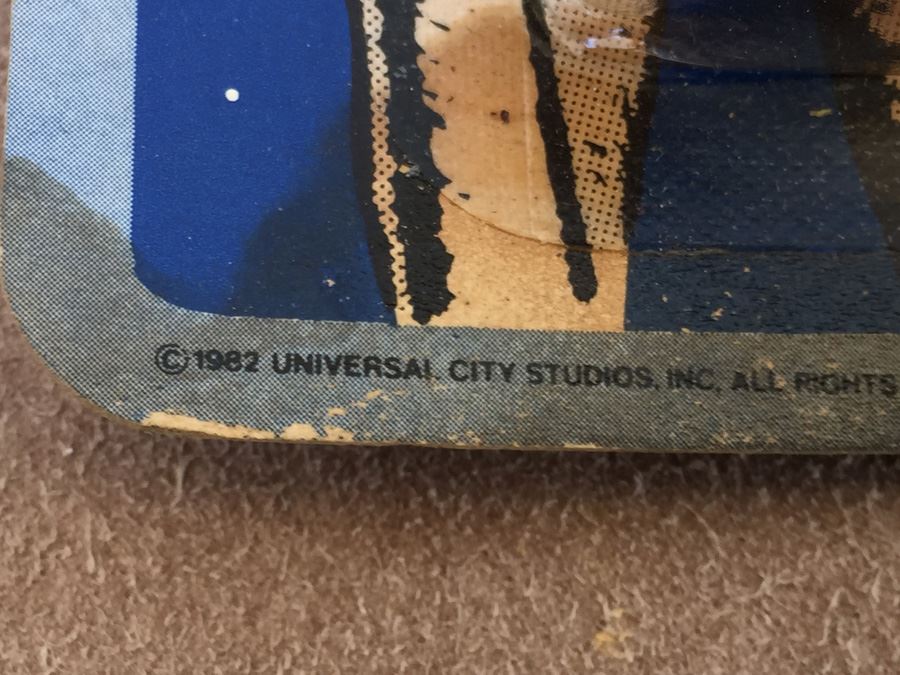 ©1982 UNIVERSAL CITY STUDIOS, INC, ALL RIGHTS